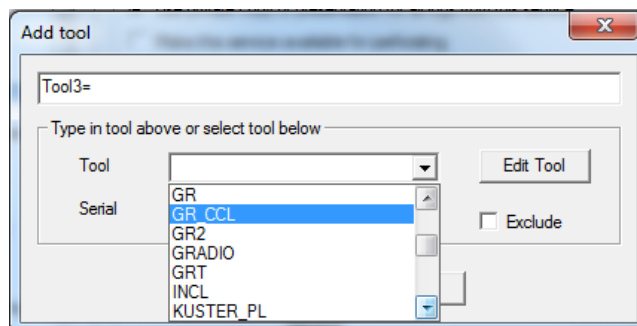 Add tool
Tool3=
Type in tool above or select tool below
Tool
Edit Tool
Serial
Exclude
GR
GR_CCL
GR2
GRADIO
GRT
INCL
KUSTER_PL